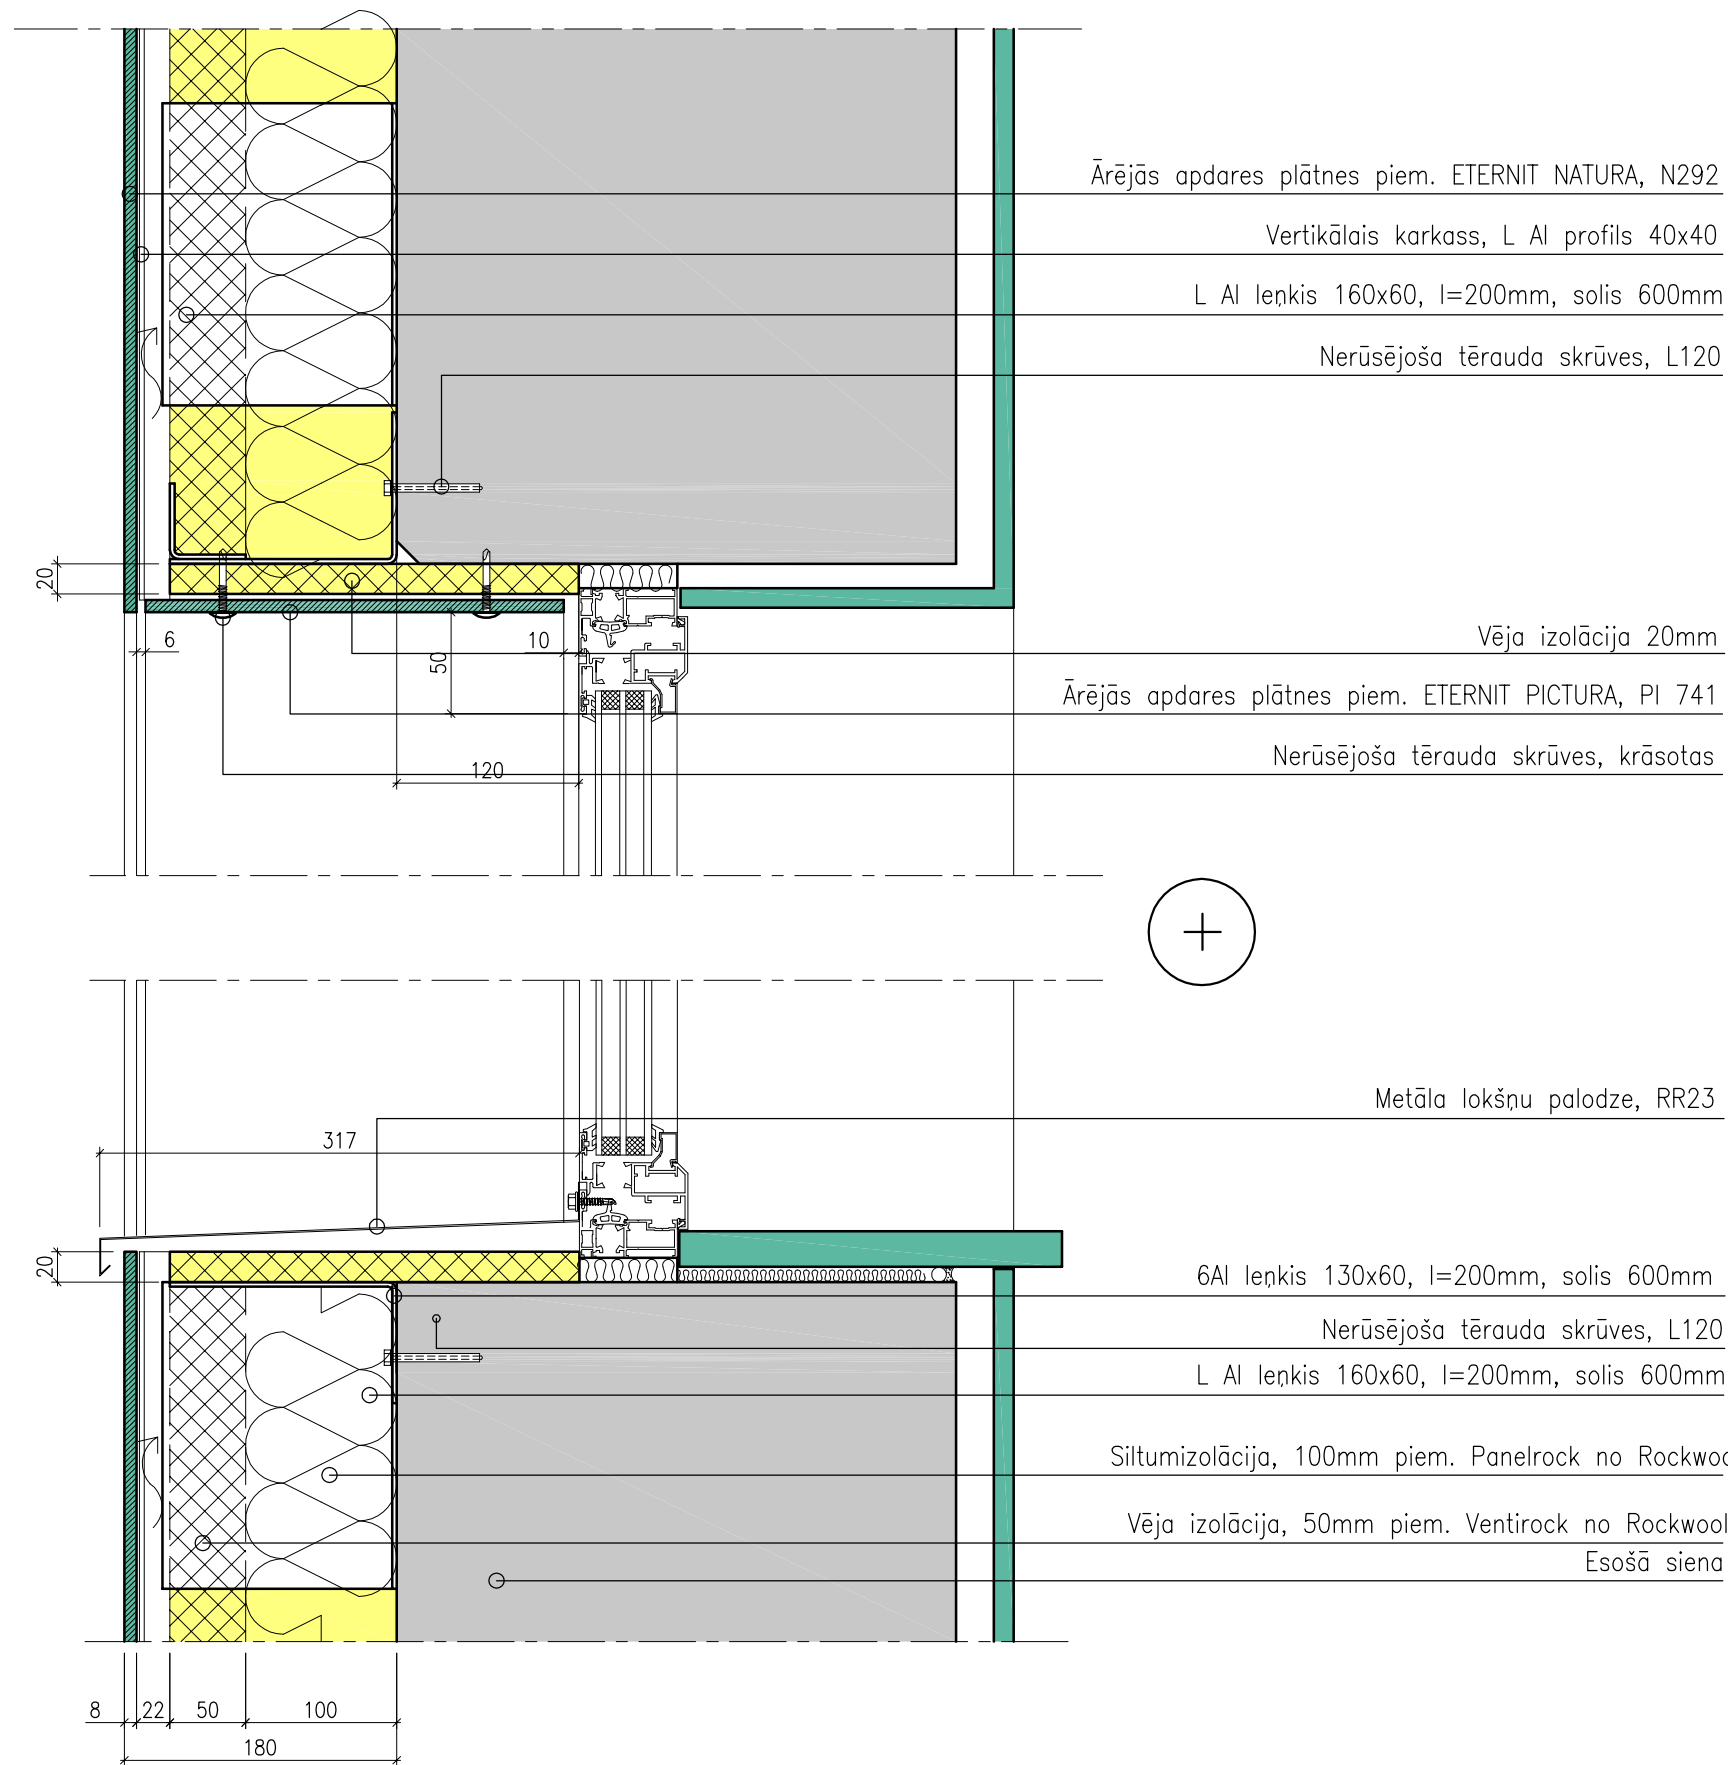 Ārējās apdares plātnes piem. ETERNIT NATURA, N292
Vertikālais karkass, L Al profils 40x40
L Al leņkis 160x60, l=200mm, solis 600mm
Nerūsējoša tērauda skrūves, L120
20
6
10
50
Vēja izolācija 20mm
Ārējās apdares plātnes piem. ETERNIT PICTURA, PI 741
Nerūsējoša tērauda skrūves, krāsotas
120
Metāla lokšņu palodze, RR23
317
20
6Al leņkis 130x60, l=200mm, solis 600mm
Nerūsējoša tērauda skrūves, L120
L Al leņkis 160x60, l=200mm, solis 600mm
Siltumizolācija, 100mm piem. Panelrock no
Vēja izolācija, 50mm piem. Ventirock no Rockwool
Esošā siena
8 22 50 100
180